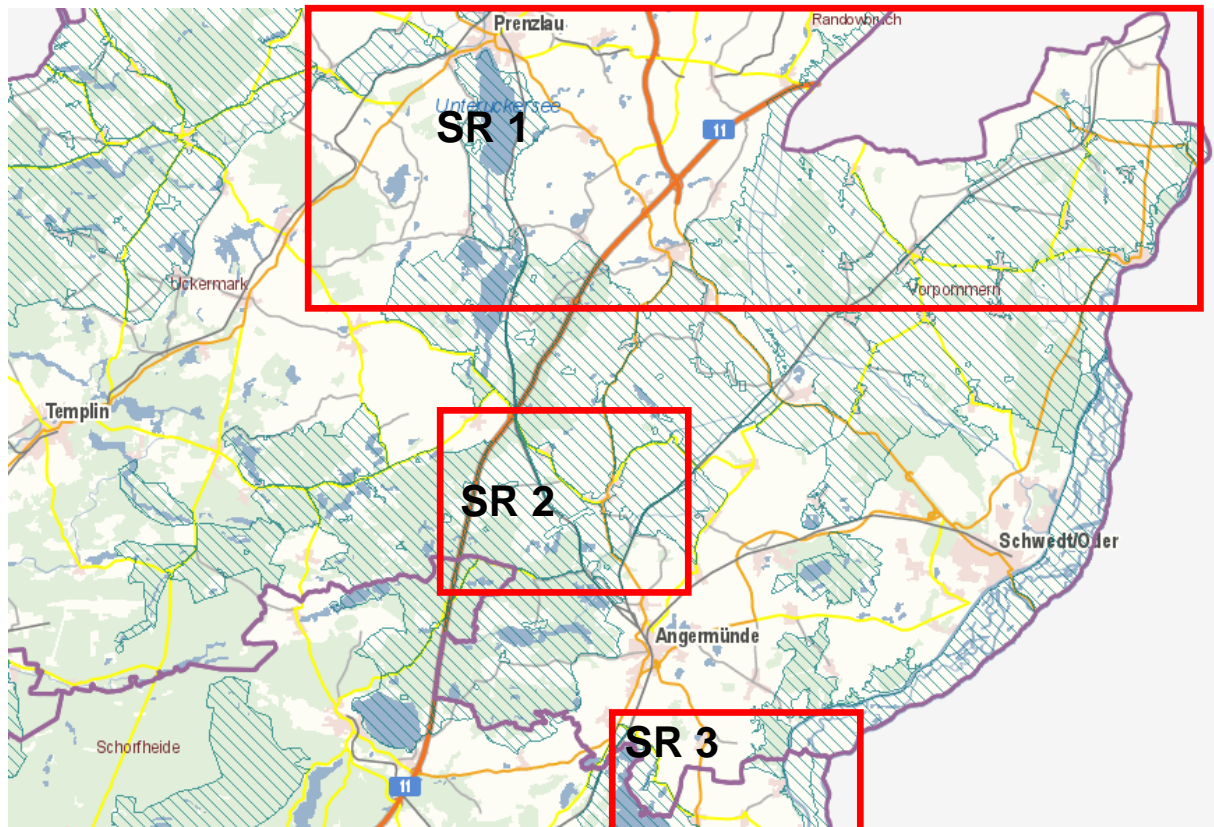 Prenzlau
Randowbruch
Unteruckersee
SR 1
11
Uckermark
Vorpommern
Templin
SR 2
Schwedt/Oder
Angermünde
SR 3
Schorfheide
11